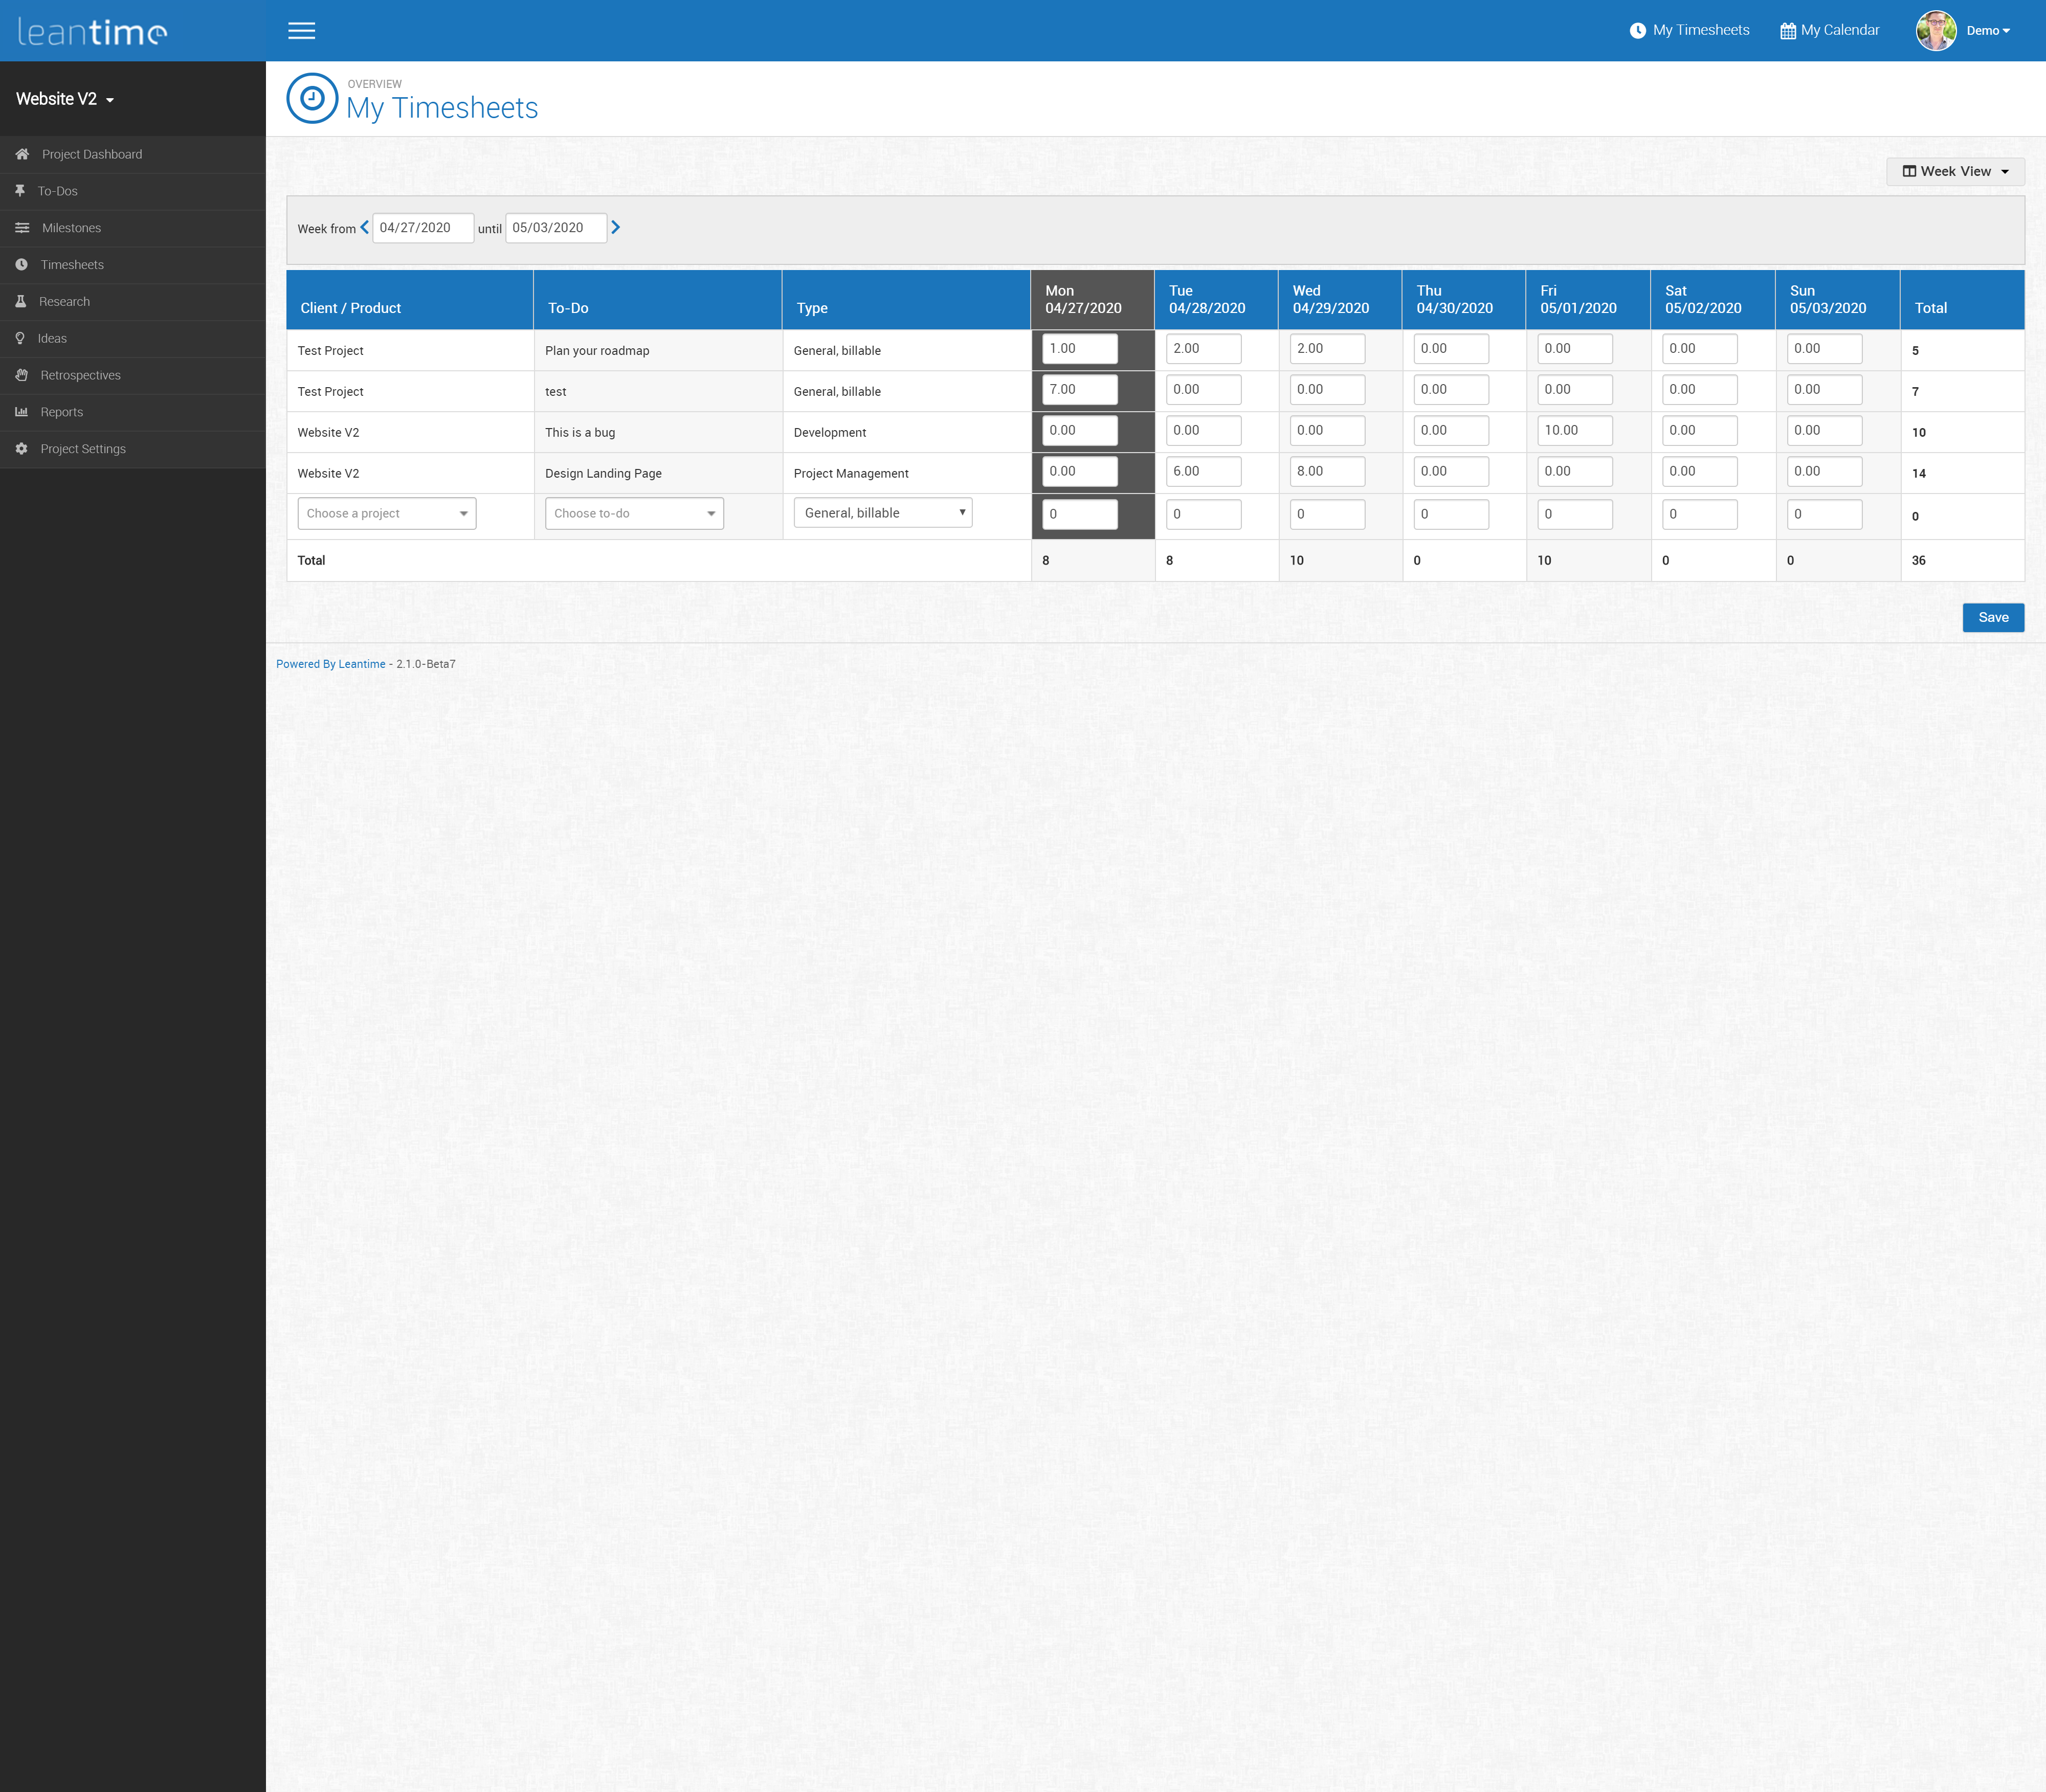 leantime
My Timesheets
My Calendar
Demo
Website V2
Project Dashboard
To-Dos
Milestones
Timesheets
Research
Ideas
Retrospectives
Reports
Project Settings
OVERVIEW
My Timesheets
Week View
Week from 04/27/2020 until 05/03/2020
Client / Product To-Do Type Mon 04/27/2020 Tue 04/28/2020 Wed 04/29/2020 Thu 04/30/2020 Fri 05/01/2020 Sat 05/02/2020 Sun 05/03/2020 Total
Test Project Plan your roadmap General, billable 1.00 2.00 2.00 0.00 0.00 0.00 0.00 5
Test Project test General, billable 7.00 0.00 0.00 0.00 0.00 0.00 0.00 7
Website V2 This is a bug Development 0.00 0.00 0.00 0.00 10.00 0.00 0.00 10
Website V2 Design Landing Page Project Management 0.00 6.00 8.00 0.00 0.00 0.00 0.00 14
Choose a project Choose to-do General, billable 0 0 0 0 0 0 0 0
Total 8 8 10 0 10 0 0 36
Save
Powered By Leantime - 2.1.0-Beta7